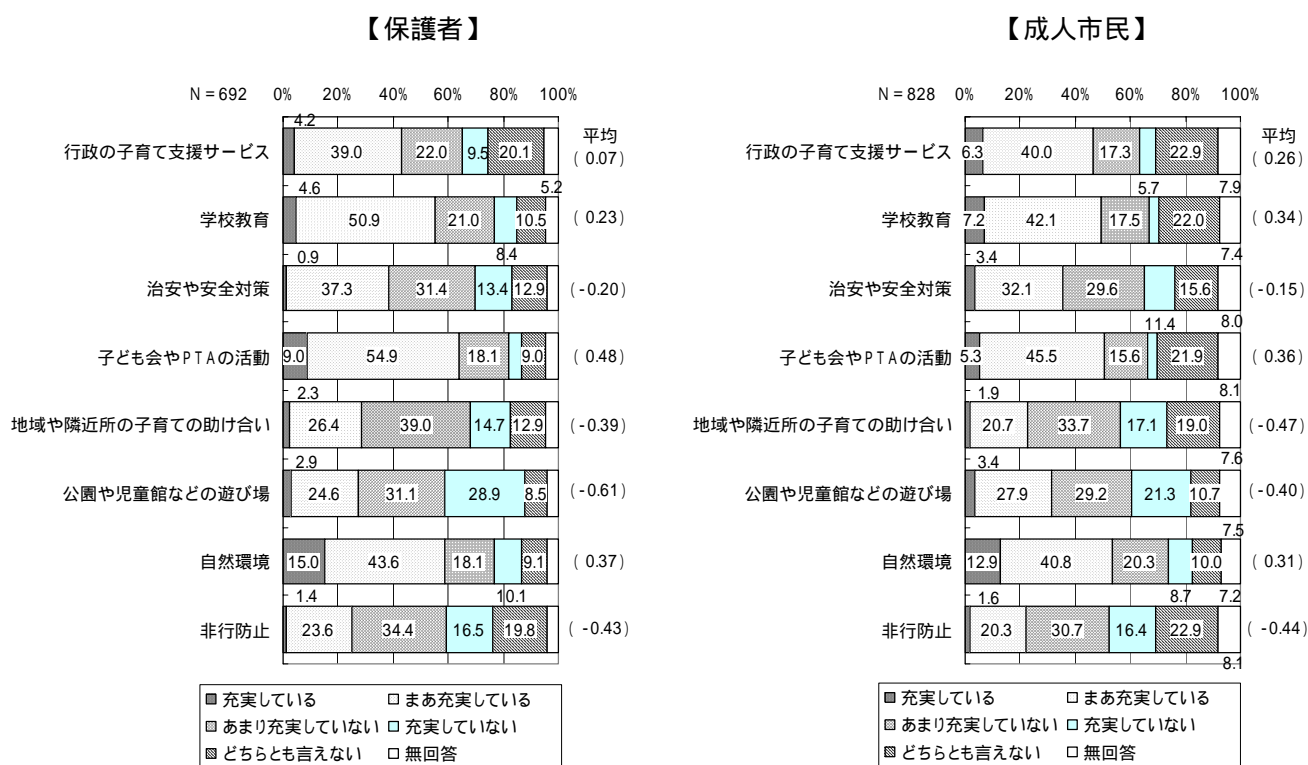 【保護者】
N=692 0% 20% 40% 60% 80% 100%
平均
4.2
行政の子育て支援サービス 39.0 22.0 9.5 20.1 ( 0.07)
4.6 5.2
学校教育 50.9 21.0 10.5 ( 0.23)
0.9 8.4
治安や安全対策 37.3 31.4 13.4 12.9 (-0.20)
子ども会やPTAの活動 9.0 54.9 18.1 9.0 ( 0.48)
2.3
地域や隣近所の子育ての助け合い 26.4 39.0 14.7 12.9 (-0.39)
2.9
公園や児童館などの遊び場 24.6 31.1 28.9 8.5 (-0.61)
自然環境 15.0 43.6 18.1 9.1 ( 0.37)
1.4 10.1
非行防止 23.6 34.4 16.5 19.8 ( -0.43)
充実している まあ充実している
あまり充実していない 充実していない
どちらとも言えない 無回答
【成人市民】
N=828 0% 20% 40% 60% 80% 100%
平均
行政の子育て支援サービス 6.3 40.0 17.3 22.9 ( 0.26)
5.7 7.9
学校教育 7.2 42.1 17.5 22.0 ( 0.34)
3.4 7.4
治安や安全対策 32.1 29.6 15.6 (-0.15)
11.4 8.0
子ども会やPTAの活動 5.3 45.5 15.6 21.9 ( 0.36)
1.9 8.1
地域や隣近所の子育ての助け合い 20.7 33.7 17.1 19.0 (-0.47)
3.4 7.6
公園や児童館などの遊び場 27.9 29.2 21.3 10.7 (-0.40)
7.5
自然環境 12.9 40.8 20.3 10.0 ( 0.31)
1.6 8.7 7.2
非行防止 20.3 30.7 16.4 22.9 ( -0.44)
8.1
充実している まあ充実している
あまり充実していない 充実していない
どちらとも言えない 無回答